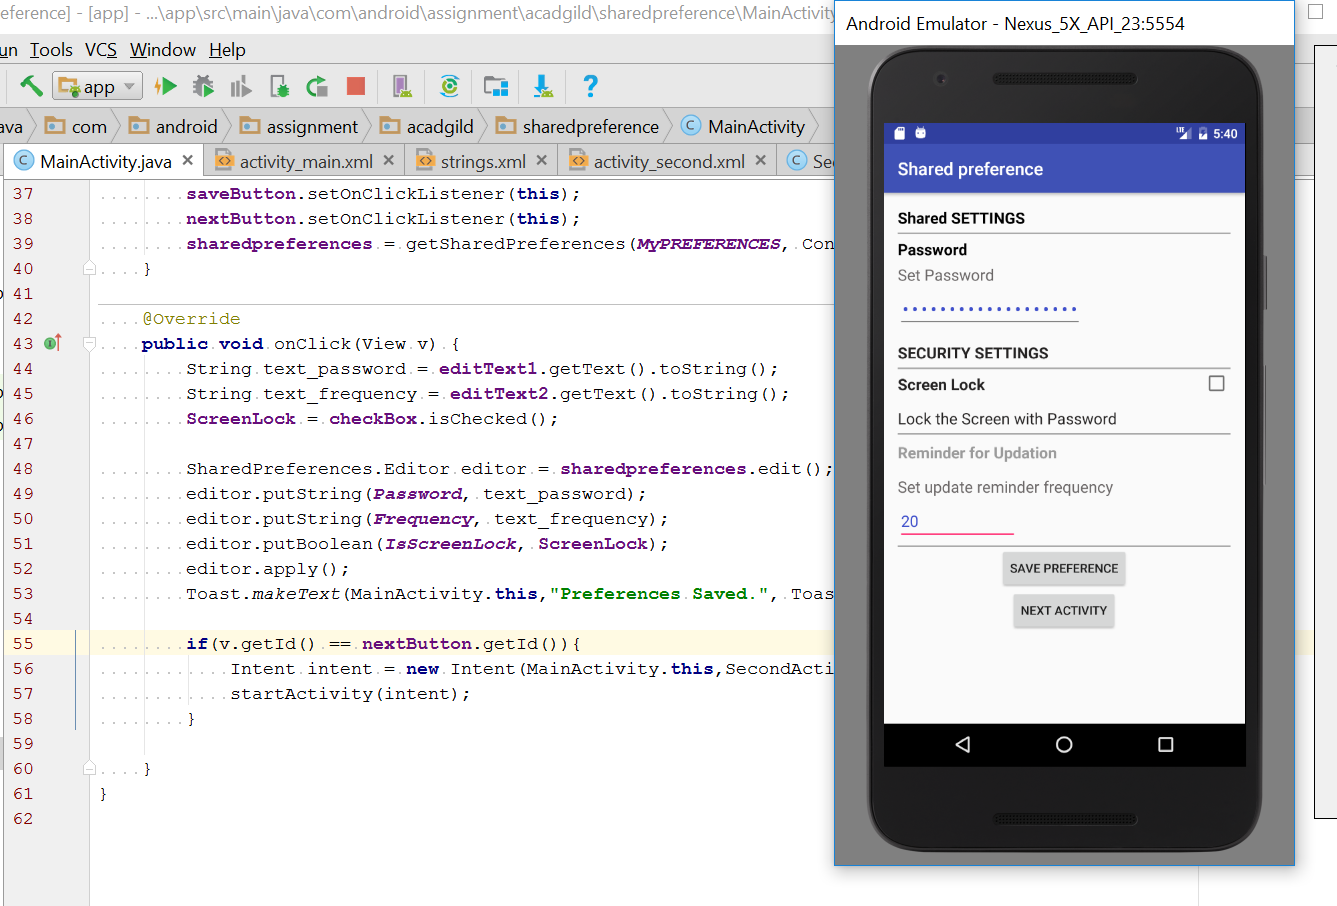 eference] - [app] - ...\app\src\main\java\com\android\assignment\acadgild\sharedpreference\MainActivity
un Tools VCS Window Help
app
ava com android assignment acadgild sharedpreference MainActivity
MainActivity.java activity_main.xml strings.xml activity_second.xml Sec
37 saveButton.setOnClickListener(this);
38 nextButton.setOnClickListener(this);
39 sharedpreferences = getSharedPreferences(MyPREFERENCES, Con
40 }
41
42 @Override
43 public void onClick(View v) {
44 String text_password = editText1.getText().toString();
45 String text_frequency = editText2.getText().toString();
46 ScreenLock = checkBox.isChecked();
47
48 SharedPreferences.Editor editor = sharedpreferences.edit();
49 editor.putString(Password, text_password);
50 editor.putString(Frequency, text_frequency);
51 editor.putBoolean(IsScreenLock, ScreenLock);
52 editor.apply();
53 Toast.makeText(MainActivity.this,"Preferences Saved.", Toas
54
55 if(v.getId() == nextButton.getId()){
56 Intent intent = new Intent(MainActivity.this,SecondActi
57 startActivity(intent);
58 }
59
60 }
61 }
62
Android Emulator - Nexus_5X_API_23:5554
LTE 5:40
Shared preference
Shared SETTINGS
Password
Set Password
SECURITY SETTINGS
Screen Lock
Lock the Screen with Password
Reminder for Updation
Set update reminder frequency
20
SAVE PREFERENCE
NEXT ACTIVITY